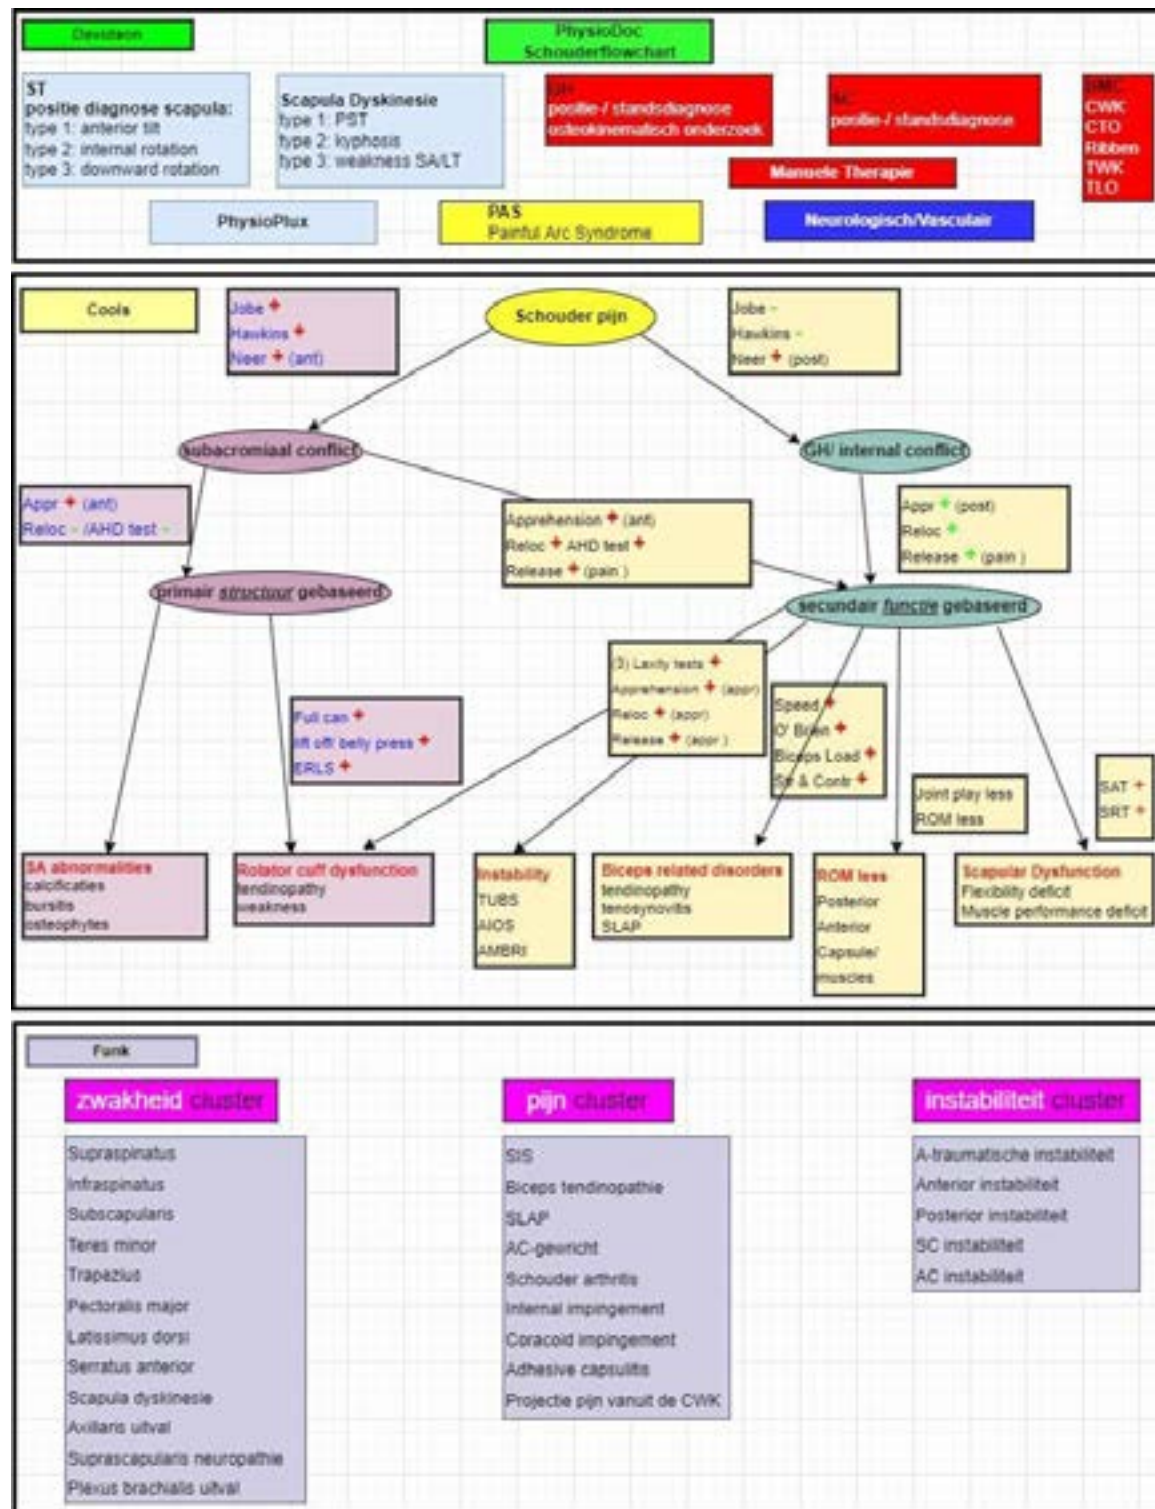 Davidson
PhysioDoc
Schouderflowchart
ST
positie diagnose scapula:
type 1: anterior tilt
type 2: internal rotation
type 3: downward rotation
Scapula Dyskinesie
type 1: PST
type 2: kyphosis
type 3: weakness SA/LT
GH
positie-/ standsdiagnose
osteokinematisch onderzoek
positie-/ standsdiagnose
CWK
CTO
Ribben
TWK
TLO
Manuele Therapie
PhysioPlux
PAS
Painful Arc Syndrome
Neurologisch/Vasculair
Cools
Jobe +
Hawkins +
Neer + (ant)
Schouder pijn
Jobe -
Hawkins -
Neer + (post)
subacromiaal conflict
GH/ internal conflict
Appr + (ant)
Reloc - /AHD test -
Apprehension + (ant)
Reloc + AHD test +
Release + (pain )
Appr + (post)
Reloc +
Release + (pain )
primair structuur gebaseerd
secundair functie gebaseerd
Full can +
lift off/ belly press +
ERLS +
(3) Laxity tests +
Apprehension + (appr)
Reloc + (appr)
Release + (appr )
Speed +
O' Brien +
Biceps Load +
Str & Contr +
Joint play less
ROM less
SAT +
SRT +
SA abnormalities
calcificaties
bursitis
osteophytes
Rotator cuff dysfunction
tendinopathy
weakness
Instability
TUBS
AIOS
AMBRI
Biceps related disorders
tendinopathy
tenosynovitis
SLAP
ROM less
Posterior
Anterior
Capsule/
muscles
Scapular Dysfunction
Flexibility deficit
Muscle performance deficit
Funk
zwakheid cluster
Supraspinatus
Infraspinatus
Subscapularis
Teres minor
Trapezius
Pectoralis major
Latissimus dorsi
Serratus anterior
Scapula dyskinesie
Axillaris uitval
Suprascapularis neuropathie
Plexus brachialis uitval
pijn cluster
SIS
Biceps tendinopathie
SLAP
AC-gewricht
Schouder arthritis
Internal impingement
Coracoid impingement
Adhesive capsulitis
Projectie pijn vanuit de CWK
instabiliteit cluster
A-traumatische instabiliteit
Anterior instabiliteit
Posterior instabiliteit
SC instabiliteit
AC instabiliteit